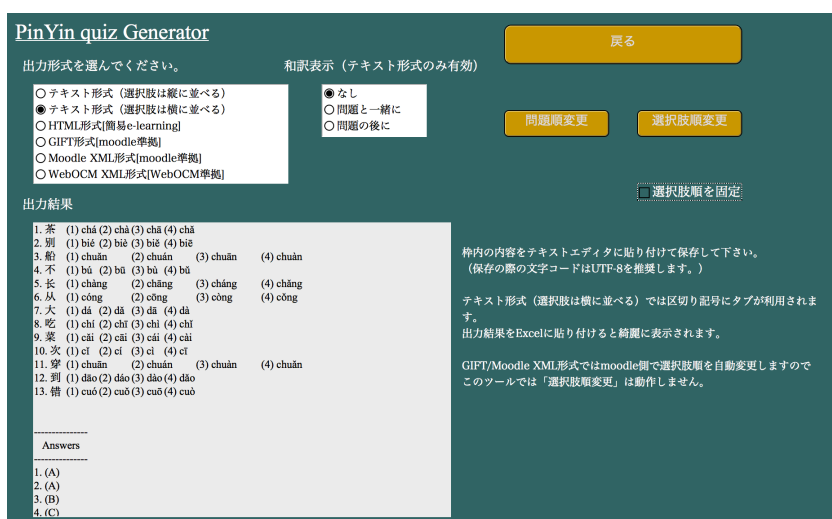 PinYin quiz Generator
戻る
出力形式を選んでください。
和訳表示（テキスト形式のみ有効）
テキスト形式（選択肢は縦に並べる）
テキスト形式（選択肢は横に並べる）
HTML形式[簡易e-learning]
GIFT形式[moodle準拠]
Moodle XML形式[moodle準拠]
WebOCM XML形式[WebOCM準拠]
なし
問題と一緒に
問題の後に
問題順変更
選択肢順変更
選択肢順を固定
出力結果
1. 茶 (1) chá (2) chà (3) chā (4) chǎ
2. 别 (1) bié (2) biè (3) biě (4) biē
3. 船 (1) chuǎn (2) chuán (3) chuān (4) chuàn
4. 不 (1) bú (2) bū (3) bù (4) bǔ
5. 长 (1) chàng (2) chāng (3) cháng (4) chǎng
6. 从 (1) cóng (2) cōng (3) còng (4) cǒng
7. 大 (1) dá (2) dǎ (3) dā (4) dà
8. 吃 (1) chí (2) chī (3) chì (4) chǐ
9. 菜 (1) cǎi (2) cāi (3) cái (4) cài
10. 次 (1) cī (2) cí (3) cì (4) cǐ
11. 穿 (1) chuān (2) chuán (3) chuàn (4) chuǎn
12. 到 (1) dāo (2) dáo (3) dào (4) dǎo
13. 错 (1) cuó (2) cuǒ (3) cuō (4) cuò
---------------
Answers
---------------
1. (A)
2. (A)
3. (B)
4. (C)
枠内の内容をテキストエディタに貼り付けて保存して下さい。
（保存の際の文字コードはUTF-8を推奨します。）
テキスト形式（選択肢は横に並べる）では区切り記号にタブが利用されま
す。
出力結果をExcelに貼り付けると綺麗に表示されます。
GIFT/Moodle XML形式ではmoodle側で選択肢順を自動変更しますので
このツールでは「選択肢順変更」は動作しません。